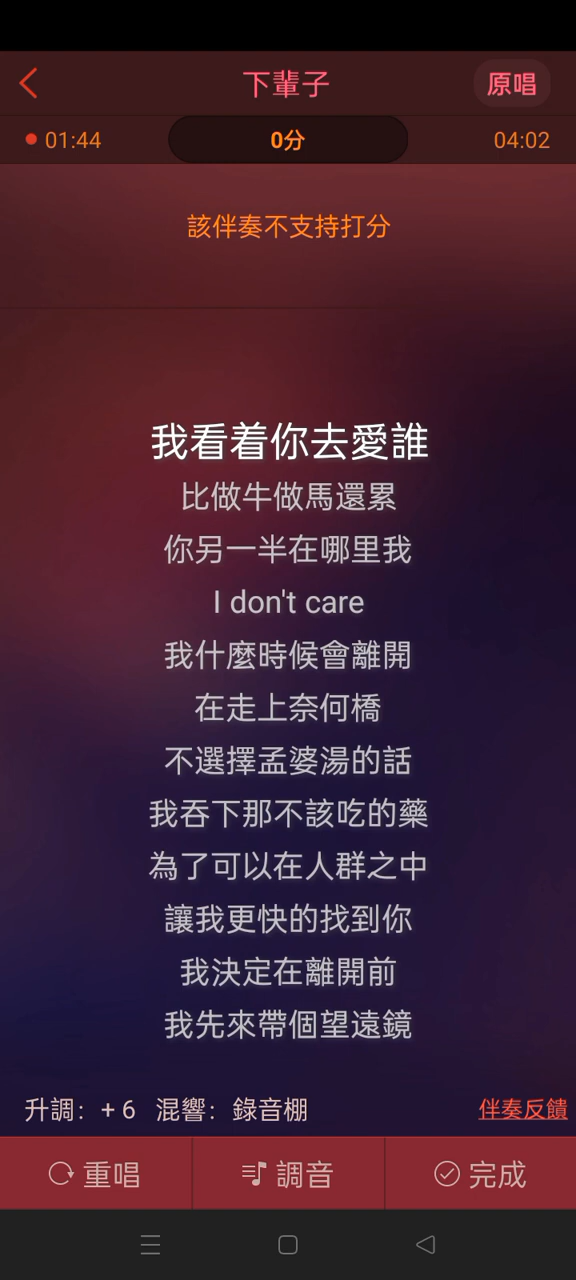 下輩子 原唱
01:44 0分 04:02
該伴奏不支持打分
我看着你去愛誰
比做牛做馬還累
你另一半在哪里我
I don't care
我什麼時候會離開
在走上奈何橋
不選擇孟婆湯的話
我吞下那不該吃的藥
為了可以在人群之中
讓我更快的找到你
我決定在離開前
我先來帶個望遠鏡
升調：+6 混響：錄音棚 伴奏反饋
重唱 調音 完成